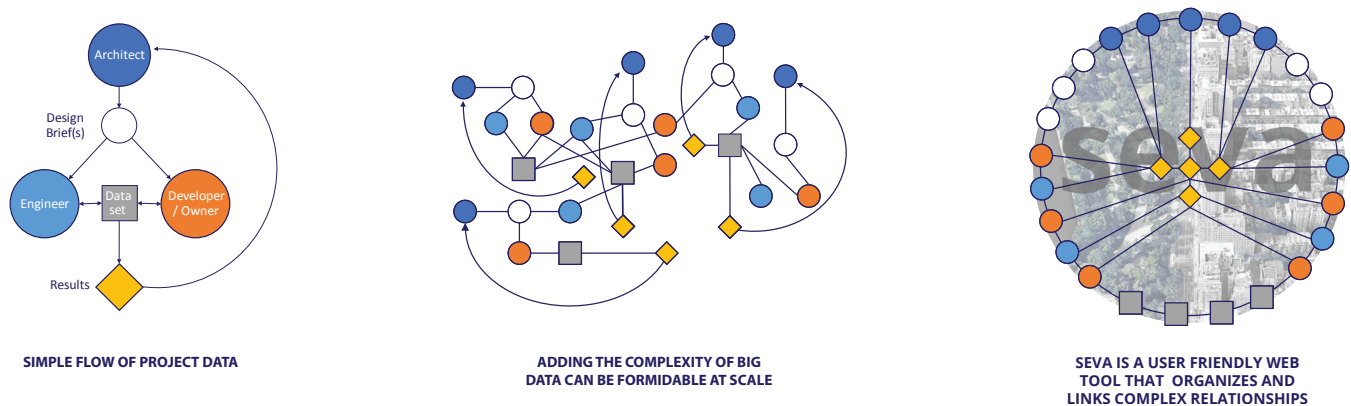 Architect
Design
Brief(s)
Engineer
Data
set
Developer
/ Owner
Results
SIMPLE FLOW OF PROJECT DATA
ADDING THE COMPLEXITY OF BIG
DATA CAN BE FORMIDABLE AT SCALE
seva
SEVA IS A USER FRIENDLY WEB
TOOL THAT ORGANIZES AND
LINKS COMPLEX RELATIONSHIPS